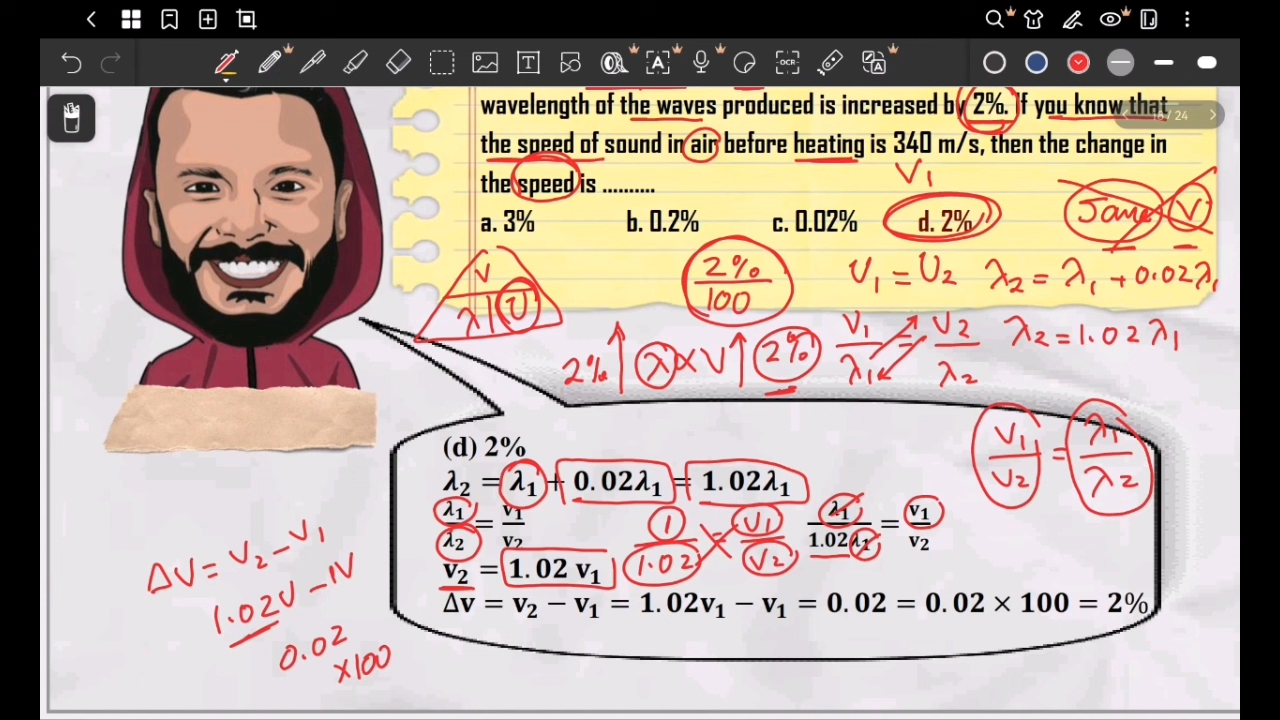 wavelength of the waves produced is increased by 2%. If you know that
/ 24
the speed of sound in air before heating is 340 m/s, then the change in
V₁
the speed is ..........
a. 3%
b. 0.2%
c. 0.02%
d. 2%
Same V
V
λ | υ
2%
100
υ₁ = υ₂
λ₂ = λ₁ + 0.02λ₁
2% ↑ λ ∝ V ↑ 2%
V₁/λ₁ = V₂/λ₂
λ₂ = 1.02 λ₁
V₁/V₂ = λ₁/λ₂
(d) 2%
λ₂ = λ₁ + 0.02λ₁ = 1.02λ₁
λ₁/λ₂ = v₁/v₂
1/1.02 = V₁/V₂
λ₁/1.02λ₁ = v₁/v₂
v₂ = 1.02 v₁
Δv = v₂ − v₁ = 1.02v₁ − v₁ = 0.02 = 0.02 × 100 = 2%
ΔV = V₂ − V₁
1.02V − 1V
0.02
×100